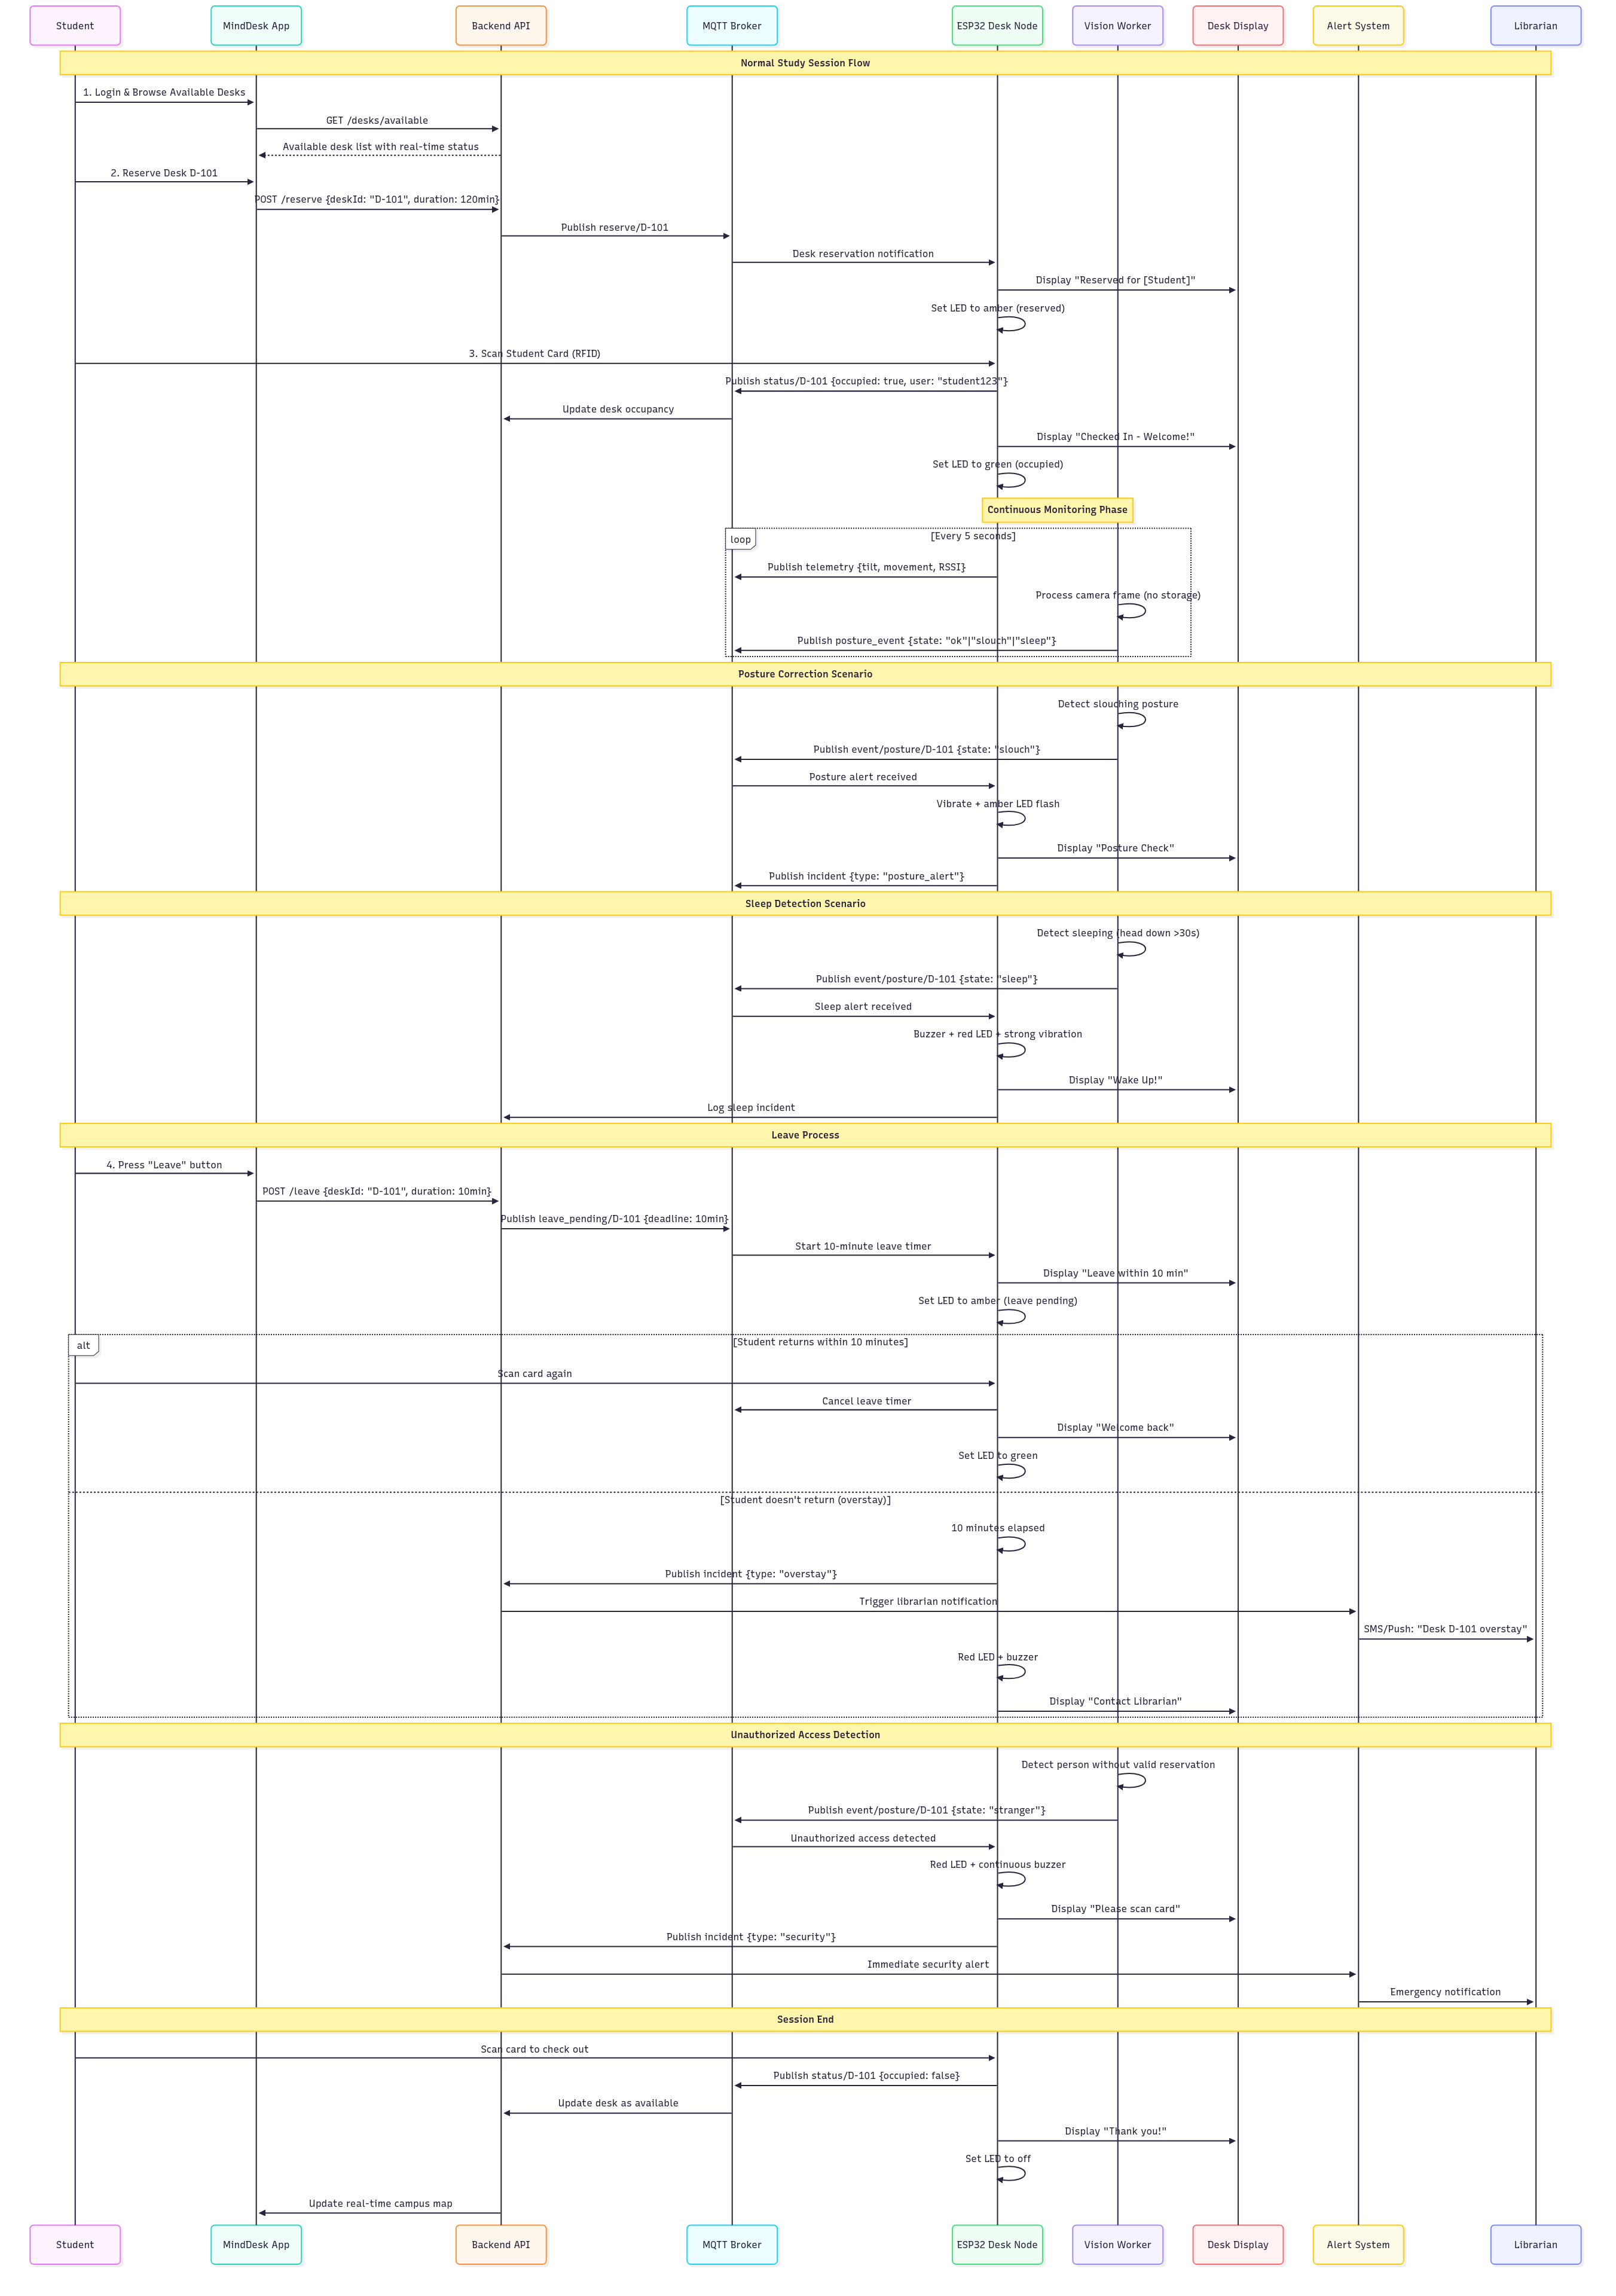 Student
MindDesk App
Backend API
MQTT Broker
ESP32 Desk Node
Vision Worker
Desk Display
Alert System
Librarian
Normal Study Session Flow
1. Login & Browse Available Desks
GET /desks/available
Available desk list with real-time status
2. Reserve Desk D-101
POST /reserve {deskId: "D-101", duration: 120min}
Publish reserve/D-101
Desk reservation notification
Display "Reserved for [Student]"
Set LED to amber (reserved)
3. Scan Student Card (RFID)
Publish status/D-101 {occupied: true, user: "student123"}
Update desk occupancy
Display "Checked In - Welcome!"
Set LED to green (occupied)
Continuous Monitoring Phase
loop
[Every 5 seconds]
Publish telemetry {tilt, movement, RSSI}
Process camera frame (no storage)
Publish posture_event {state: "ok"|"slouch"|"sleep"}
Posture Correction Scenario
Detect slouching posture
Publish event/posture/D-101 {state: "slouch"}
Posture alert received
Vibrate + amber LED flash
Display "Posture Check"
Publish incident {type: "posture_alert"}
Sleep Detection Scenario
Detect sleeping (head down >30s)
Publish event/posture/D-101 {state: "sleep"}
Sleep alert received
Buzzer + red LED + strong vibration
Display "Wake Up!"
Log sleep incident
Leave Process
4. Press "Leave" button
POST /leave {deskId: "D-101", duration: 10min}
Publish leave_pending/D-101 {deadline: 10min}
Start 10-minute leave timer
Display "Leave within 10 min"
Set LED to amber (leave pending)
alt
[Student returns within 10 minutes]
Scan card again
Cancel leave timer
Display "Welcome back"
Set LED to green
[Student doesn't return (overstay)]
10 minutes elapsed
Publish incident {type: "overstay"}
Trigger librarian notification
SMS/Push: "Desk D-101 overstay"
Red LED + buzzer
Display "Contact Librarian"
Unauthorized Access Detection
Detect person without valid reservation
Publish event/posture/D-101 {state: "stranger"}
Unauthorized access detected
Red LED + continuous buzzer
Display "Please scan card"
Publish incident {type: "security"}
Immediate security alert
Emergency notification
Session End
Scan card to check out
Publish status/D-101 {occupied: false}
Update desk as available
Display "Thank you!"
Set LED to off
Update real-time campus map
Student
MindDesk App
Backend API
MQTT Broker
ESP32 Desk Node
Vision Worker
Desk Display
Alert System
Librarian